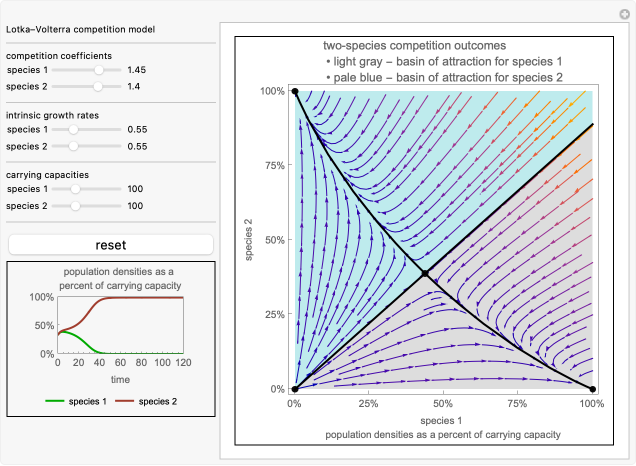 Lotka–Volterra competition model
competition coefficients
species 1 1.45
species 2 1.4
intrinsic growth rates
species 1 0.55
species 2 0.55
carrying capacities
species 1 100
species 2 100
reset
population densities as a
percent of carrying capacity
100%
50%
0%
0 20 40 60 80 100 120
time
species 1 species 2
two-species competition outcomes
• light gray – basin of attraction for species 1
• pale blue – basin of attraction for species 2
100%
75%
50%
25%
0%
species 2
0% 25% 50% 75% 100%
species 1
population densities as a percent of carrying capacity